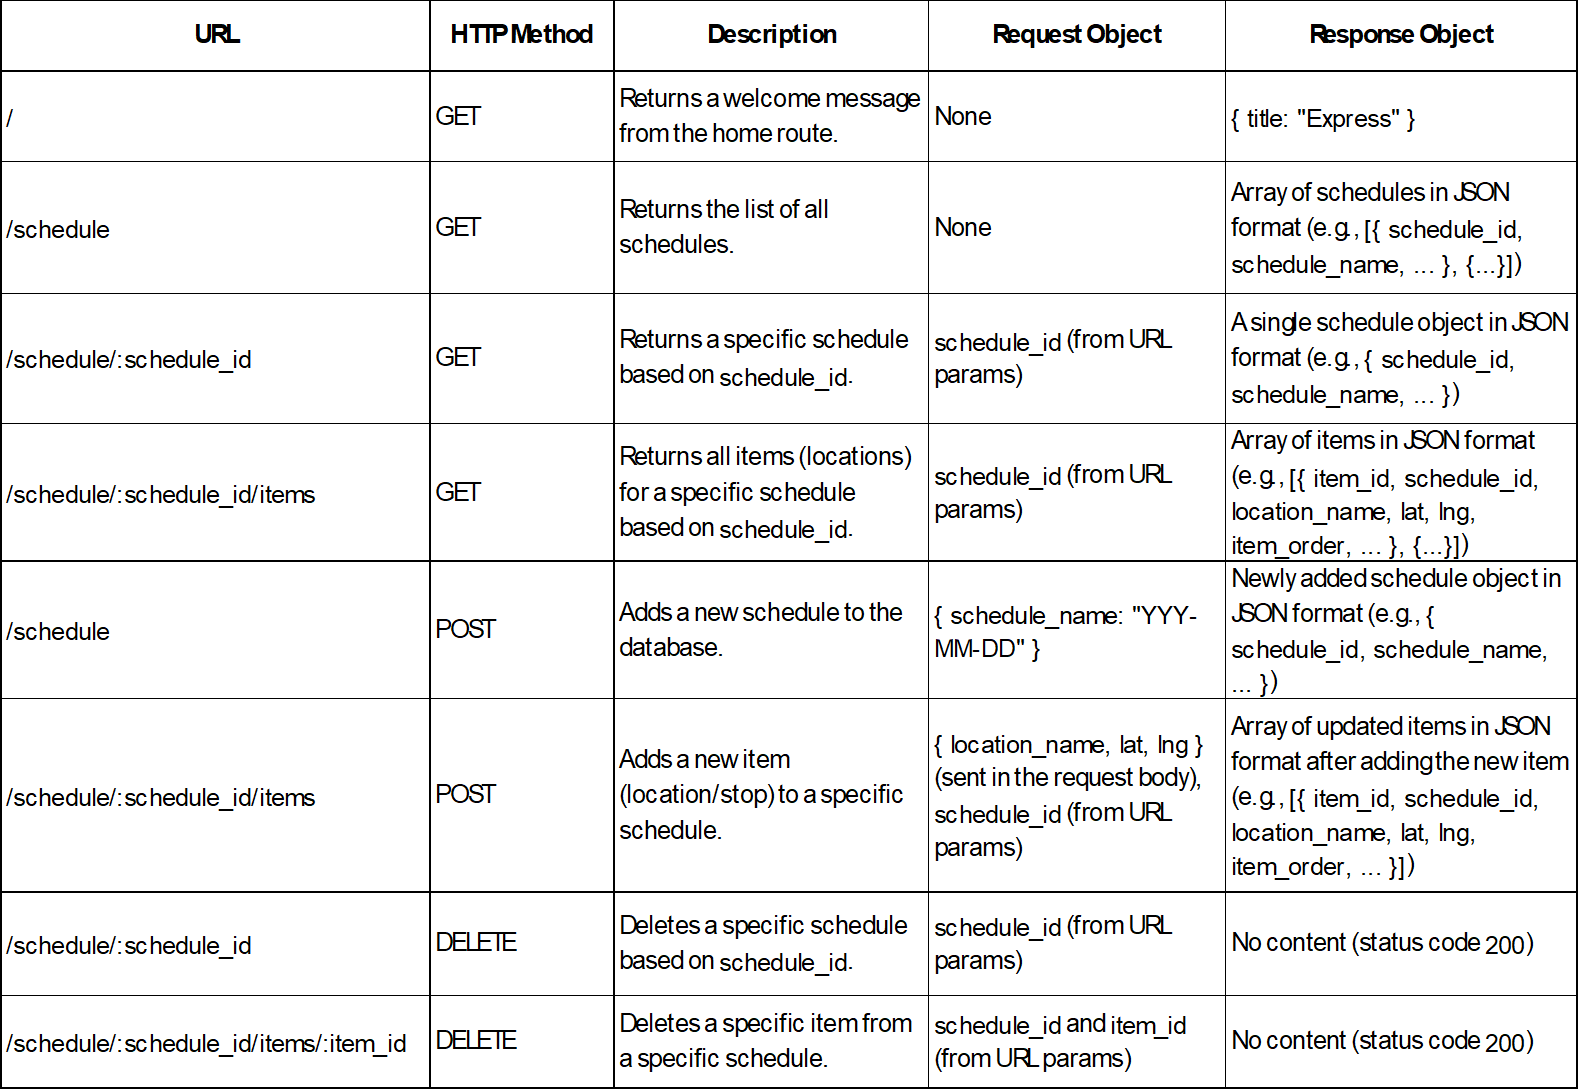 URL HTTP Method Description Request Object Response Object
/
GET
Returns a welcome message
from the home route.
None
{ title: "Express" }
/schedule
GET
Returns the list of all
schedules.
None
Array of schedules in JSON
format (e.g., [{ schedule_id,
schedule_name, ... }, {...}])
/schedule/:schedule_id
GET
Returns a specific schedule
based on schedule_id.
schedule_id (from URL
params)
A single schedule object in JSON
format (e.g., { schedule_id,
schedule_name, ... })
/schedule/:schedule_id/items
GET
Returns all items (locations)
for a specific schedule
based on schedule_id.
schedule_id (from URL
params)
Array of items in JSON format
(e.g., [{ item_id, schedule_id,
location_name, lat, lng,
item_order, ... }, {...}])
/schedule
POST
Adds a new schedule to the
database.
{ schedule_name: "YYY-
MM-DD" }
Newly added schedule object in
JSON format (e.g., {
schedule_id, schedule_name,
... })
/schedule/:schedule_id/items
POST
Adds a new item
(location/stop) to a specific
schedule.
{ location_name, lat, lng }
(sent in the request body),
schedule_id (from URL
params)
Array of updated items in JSON
format after adding the new item
(e.g., [{ item_id, schedule_id,
location_name, lat, lng,
item_order, ... }])
/schedule/:schedule_id
DELETE
Deletes a specific schedule
based on schedule_id.
schedule_id (from URL
params)
No content (status code 200)
/schedule/:schedule_id/items/:item_id
DELETE
Deletes a specific item from
a specific schedule.
schedule_id and item_id
(from URL params)
No content (status code 200)